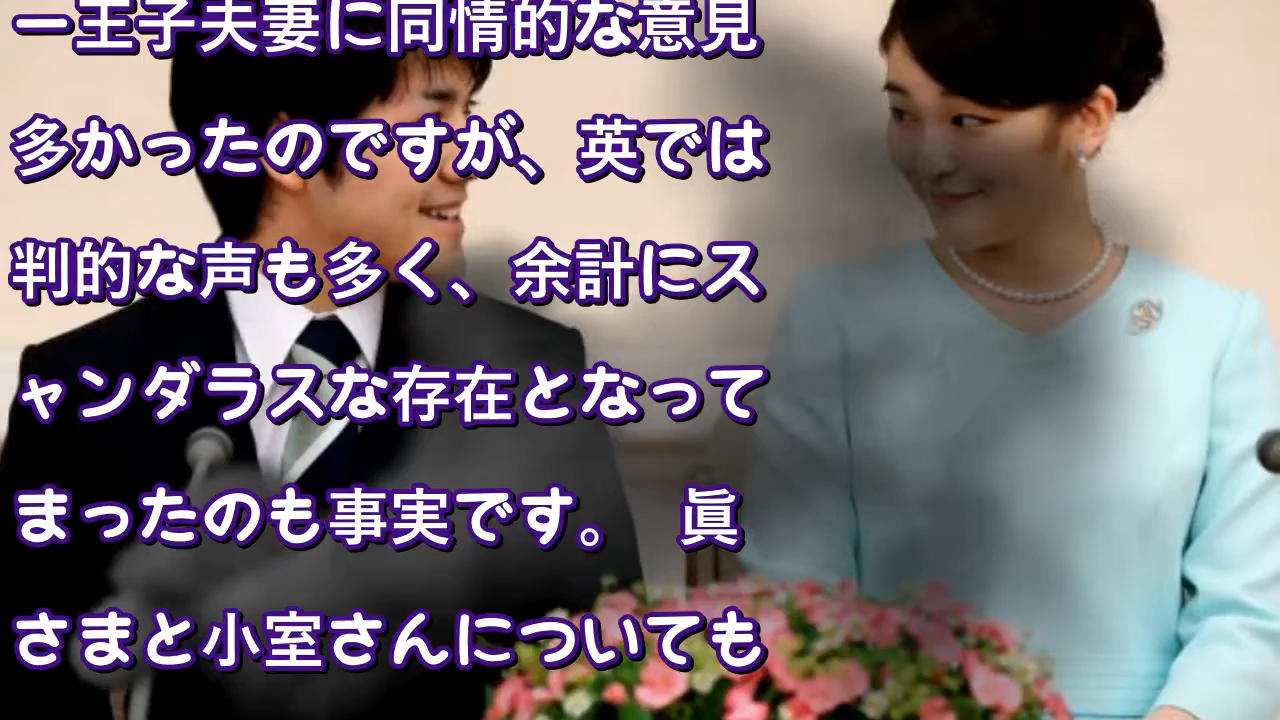 ー王子夫妻に同情的な意見
多かったのですが、英では
判的な声も多く、余計にス
ャンダラスな存在となって
まったのも事実です。　眞
さまと小室さんについても